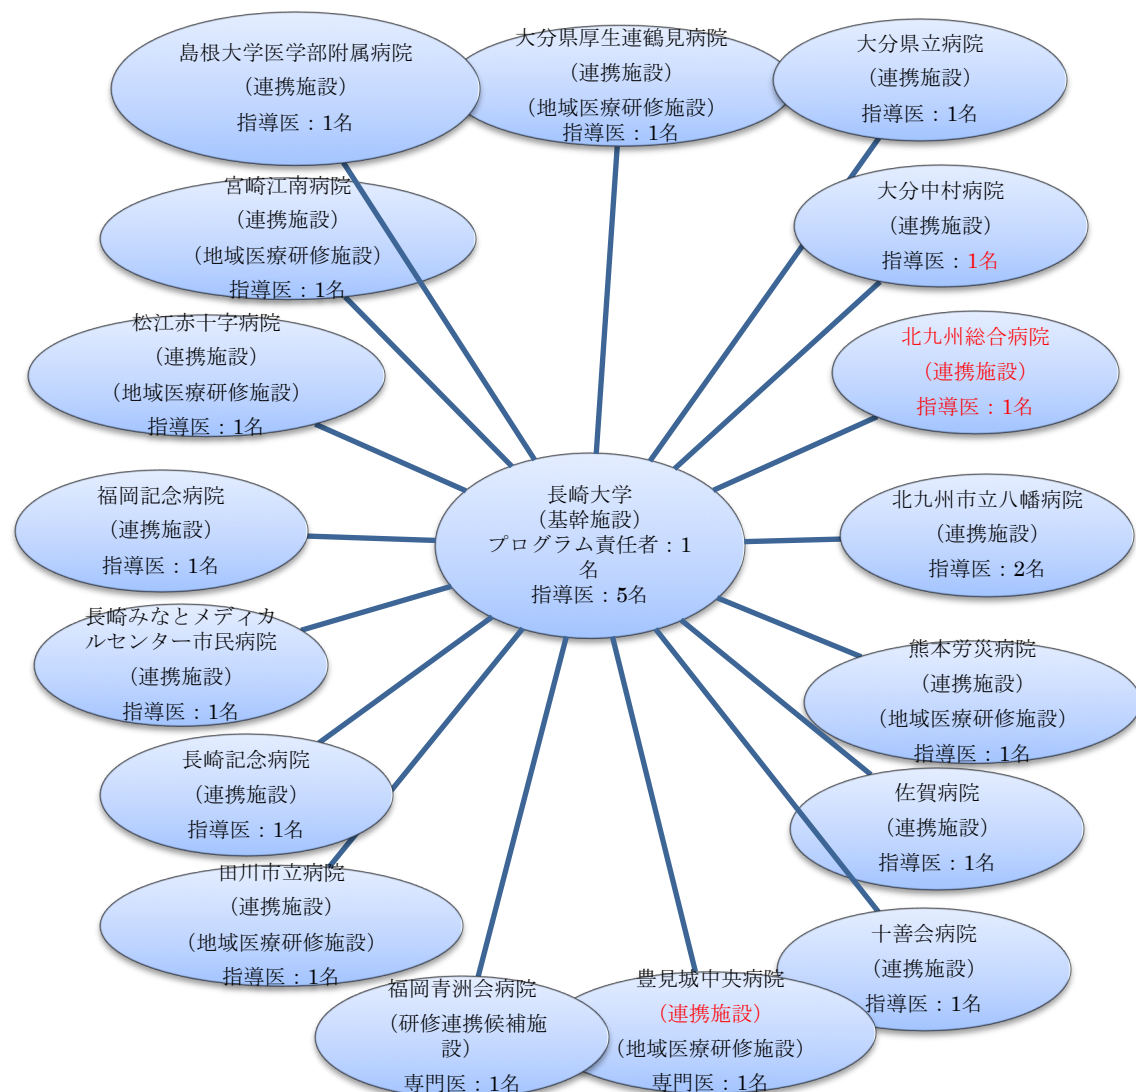 島根大学医学部附属病院
（連携施設）
指導医：1名
大分県厚生連鶴見病院
（連携施設）
（地域医療研修施設）
指導医：1名
大分県立病院
（連携施設）
指導医：1名
宮崎江南病院
（連携施設）
（地域医療研修施設）
指導医：1名
大分中村病院
（連携施設）
指導医：1名
松江赤十字病院
（連携施設）
（地域医療研修施設）
指導医：1名
北九州総合病院
（連携施設）
指導医：1名
福岡記念病院
（連携施設）
指導医：1名
長崎大学
（基幹施設）
プログラム責任者：1
名
指導医：5名
北九州市立八幡病院
（連携施設）
指導医：2名
長崎みなとメディカ
ルセンター市民病院
（連携施設）
指導医：1名
熊本労災病院
（連携施設）
（地域医療研修施設）
指導医：1名
長崎記念病院
（連携施設）
指導医：1名
佐賀病院
（連携施設）
指導医：1名
田川市立病院
（連携施設）
（地域医療研修施設）
指導医：1名
十善会病院
（連携施設）
指導医：1名
福岡青洲会病院
（研修連携候補施
設）
専門医：1名
豊見城中央病院
（連携施設）
（地域医療研修施設）
専門医：1名